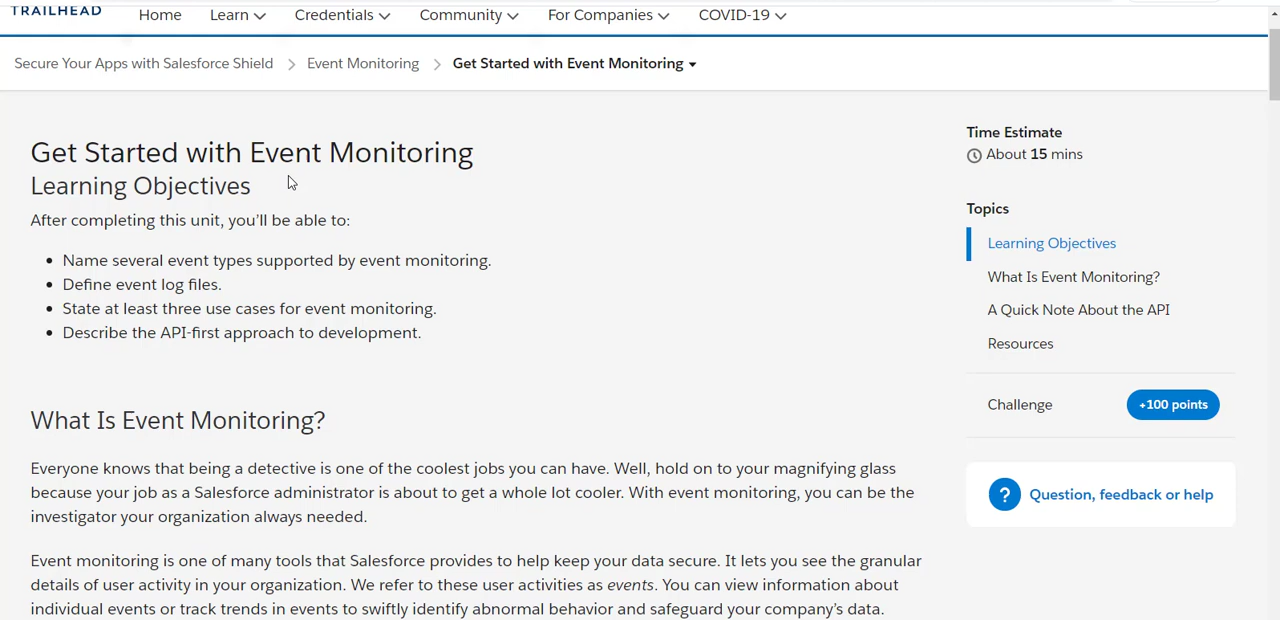 TRAILHEAD
Home Learn Credentials Community For Companies COVID-19
Secure Your Apps with Salesforce Shield > Event Monitoring > Get Started with Event Monitoring
Get Started with Event Monitoring
Learning Objectives
After completing this unit, you’ll be able to:
• Name several event types supported by event monitoring.
• Define event log files.
• State at least three use cases for event monitoring.
• Describe the API-first approach to development.
What Is Event Monitoring?
Everyone knows that being a detective is one of the coolest jobs you can have. Well, hold on to your magnifying glass
because your job as a Salesforce administrator is about to get a whole lot cooler. With event monitoring, you can be the
investigator your organization always needed.
Event monitoring is one of many tools that Salesforce provides to help keep your data secure. It lets you see the granular
details of user activity in your organization. We refer to these user activities as events. You can view information about
individual events or track trends in events to swiftly identify abnormal behavior and safeguard your company’s data.
Time Estimate
About 15 mins
Topics
Learning Objectives
What Is Event Monitoring?
A Quick Note About the API
Resources
Challenge +100 points
? Question, feedback or help